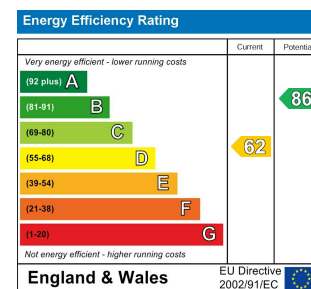 Energy Efficiency Rating
Current
Potentia
Very energy efficient - lower running costs
(92 plus) A
(81-91) B
(69-80) C
(55-68) D
(39-54) E
(21-38) F
(1-20) G
62
86
Not energy efficient - higher running costs
England & Wales
EU Directive
2002/91/EC